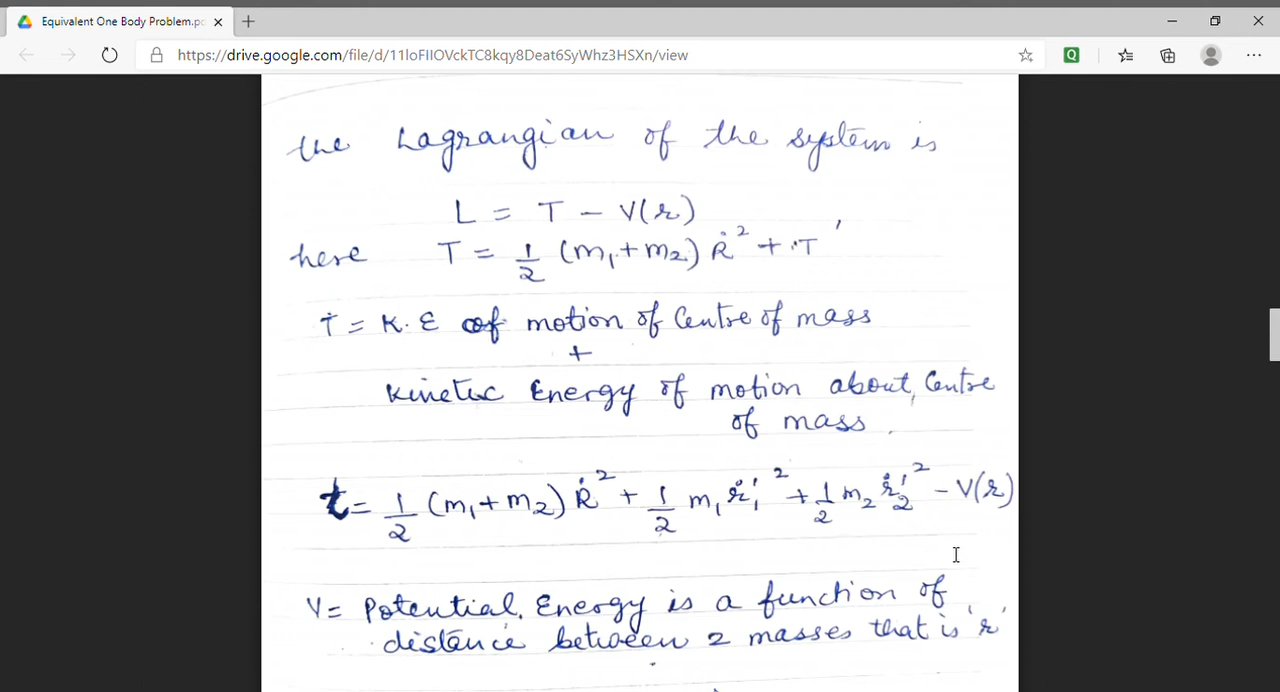 Equivalent One Body Problem.pd
https://drive.google.com/file/d/11loFIIOVckTC8kqy8Deat6SyWhz3HSXn/view
the Lagrangian of the system is
L = T - V(r)
here T = 1/2 (m₁+m₂) Ṙ² + T'
T = K.E of motion of Centre of mass
+
Kinetic Energy of motion about Centre
of mass.
t = 1/2 (m₁+m₂) Ṙ² + 1/2 m₁ ṙ₁'² + 1/2 m₂ ṙ₂'² - V(r)
V = Potential Energy is a function of
distance between 2 masses that is 'r'